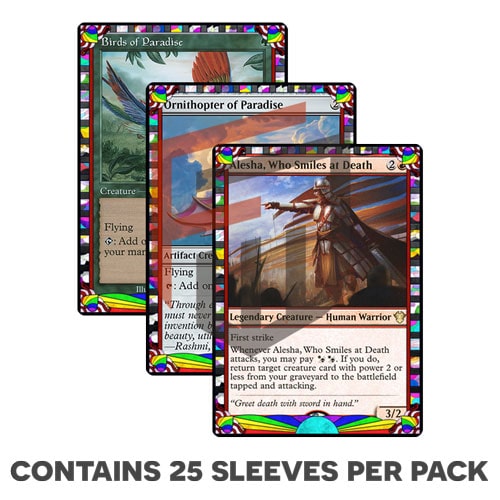 Birds of Paradise
Creature —
Flying
: Add o
your man
Illu
Ornithopter of Paradise
2
Artifact Cre
Flying
: Add or
"Through e
must never
invention b
beauty, util
—Rashmi,
Alesha, Who Smiles at Death
2
Legendary Creature — Human Warrior
First strike
Whenever Alesha, Who Smiles at Death
attacks, you may pay . If you do,
return target creature card with power 2 or
less from your graveyard to the battlefield
tapped and attacking.
"Greet death with sword in hand."
3/2
CONTAINS 25 SLEEVES PER PACK